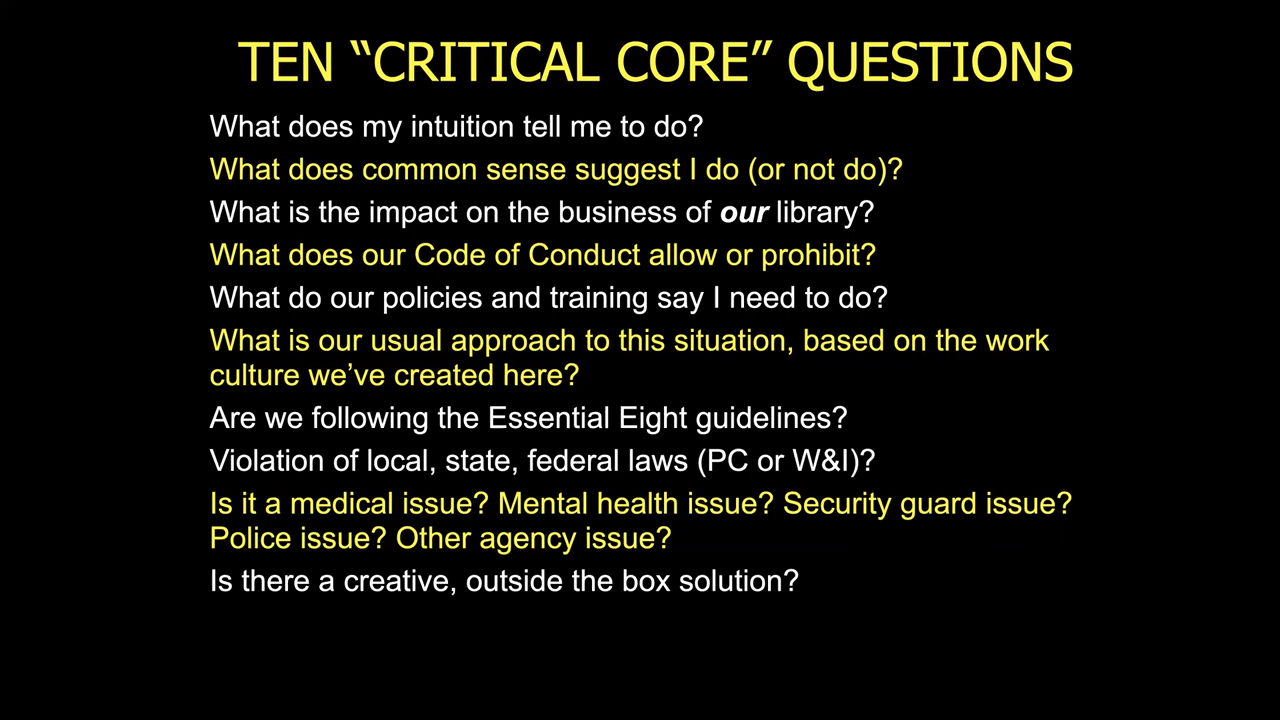 TEN “CRITICAL CORE” QUESTIONS
What does my intuition tell me to do?
What does common sense suggest I do (or not do)?
What is the impact on the business of our library?
What does our Code of Conduct allow or prohibit?
What do our policies and training say I need to do?
What is our usual approach to this situation, based on the work
culture we’ve created here?
Are we following the Essential Eight guidelines?
Violation of local, state, federal laws (PC or W&I)?
Is it a medical issue? Mental health issue? Security guard issue?
Police issue? Other agency issue?
Is there a creative, outside the box solution?